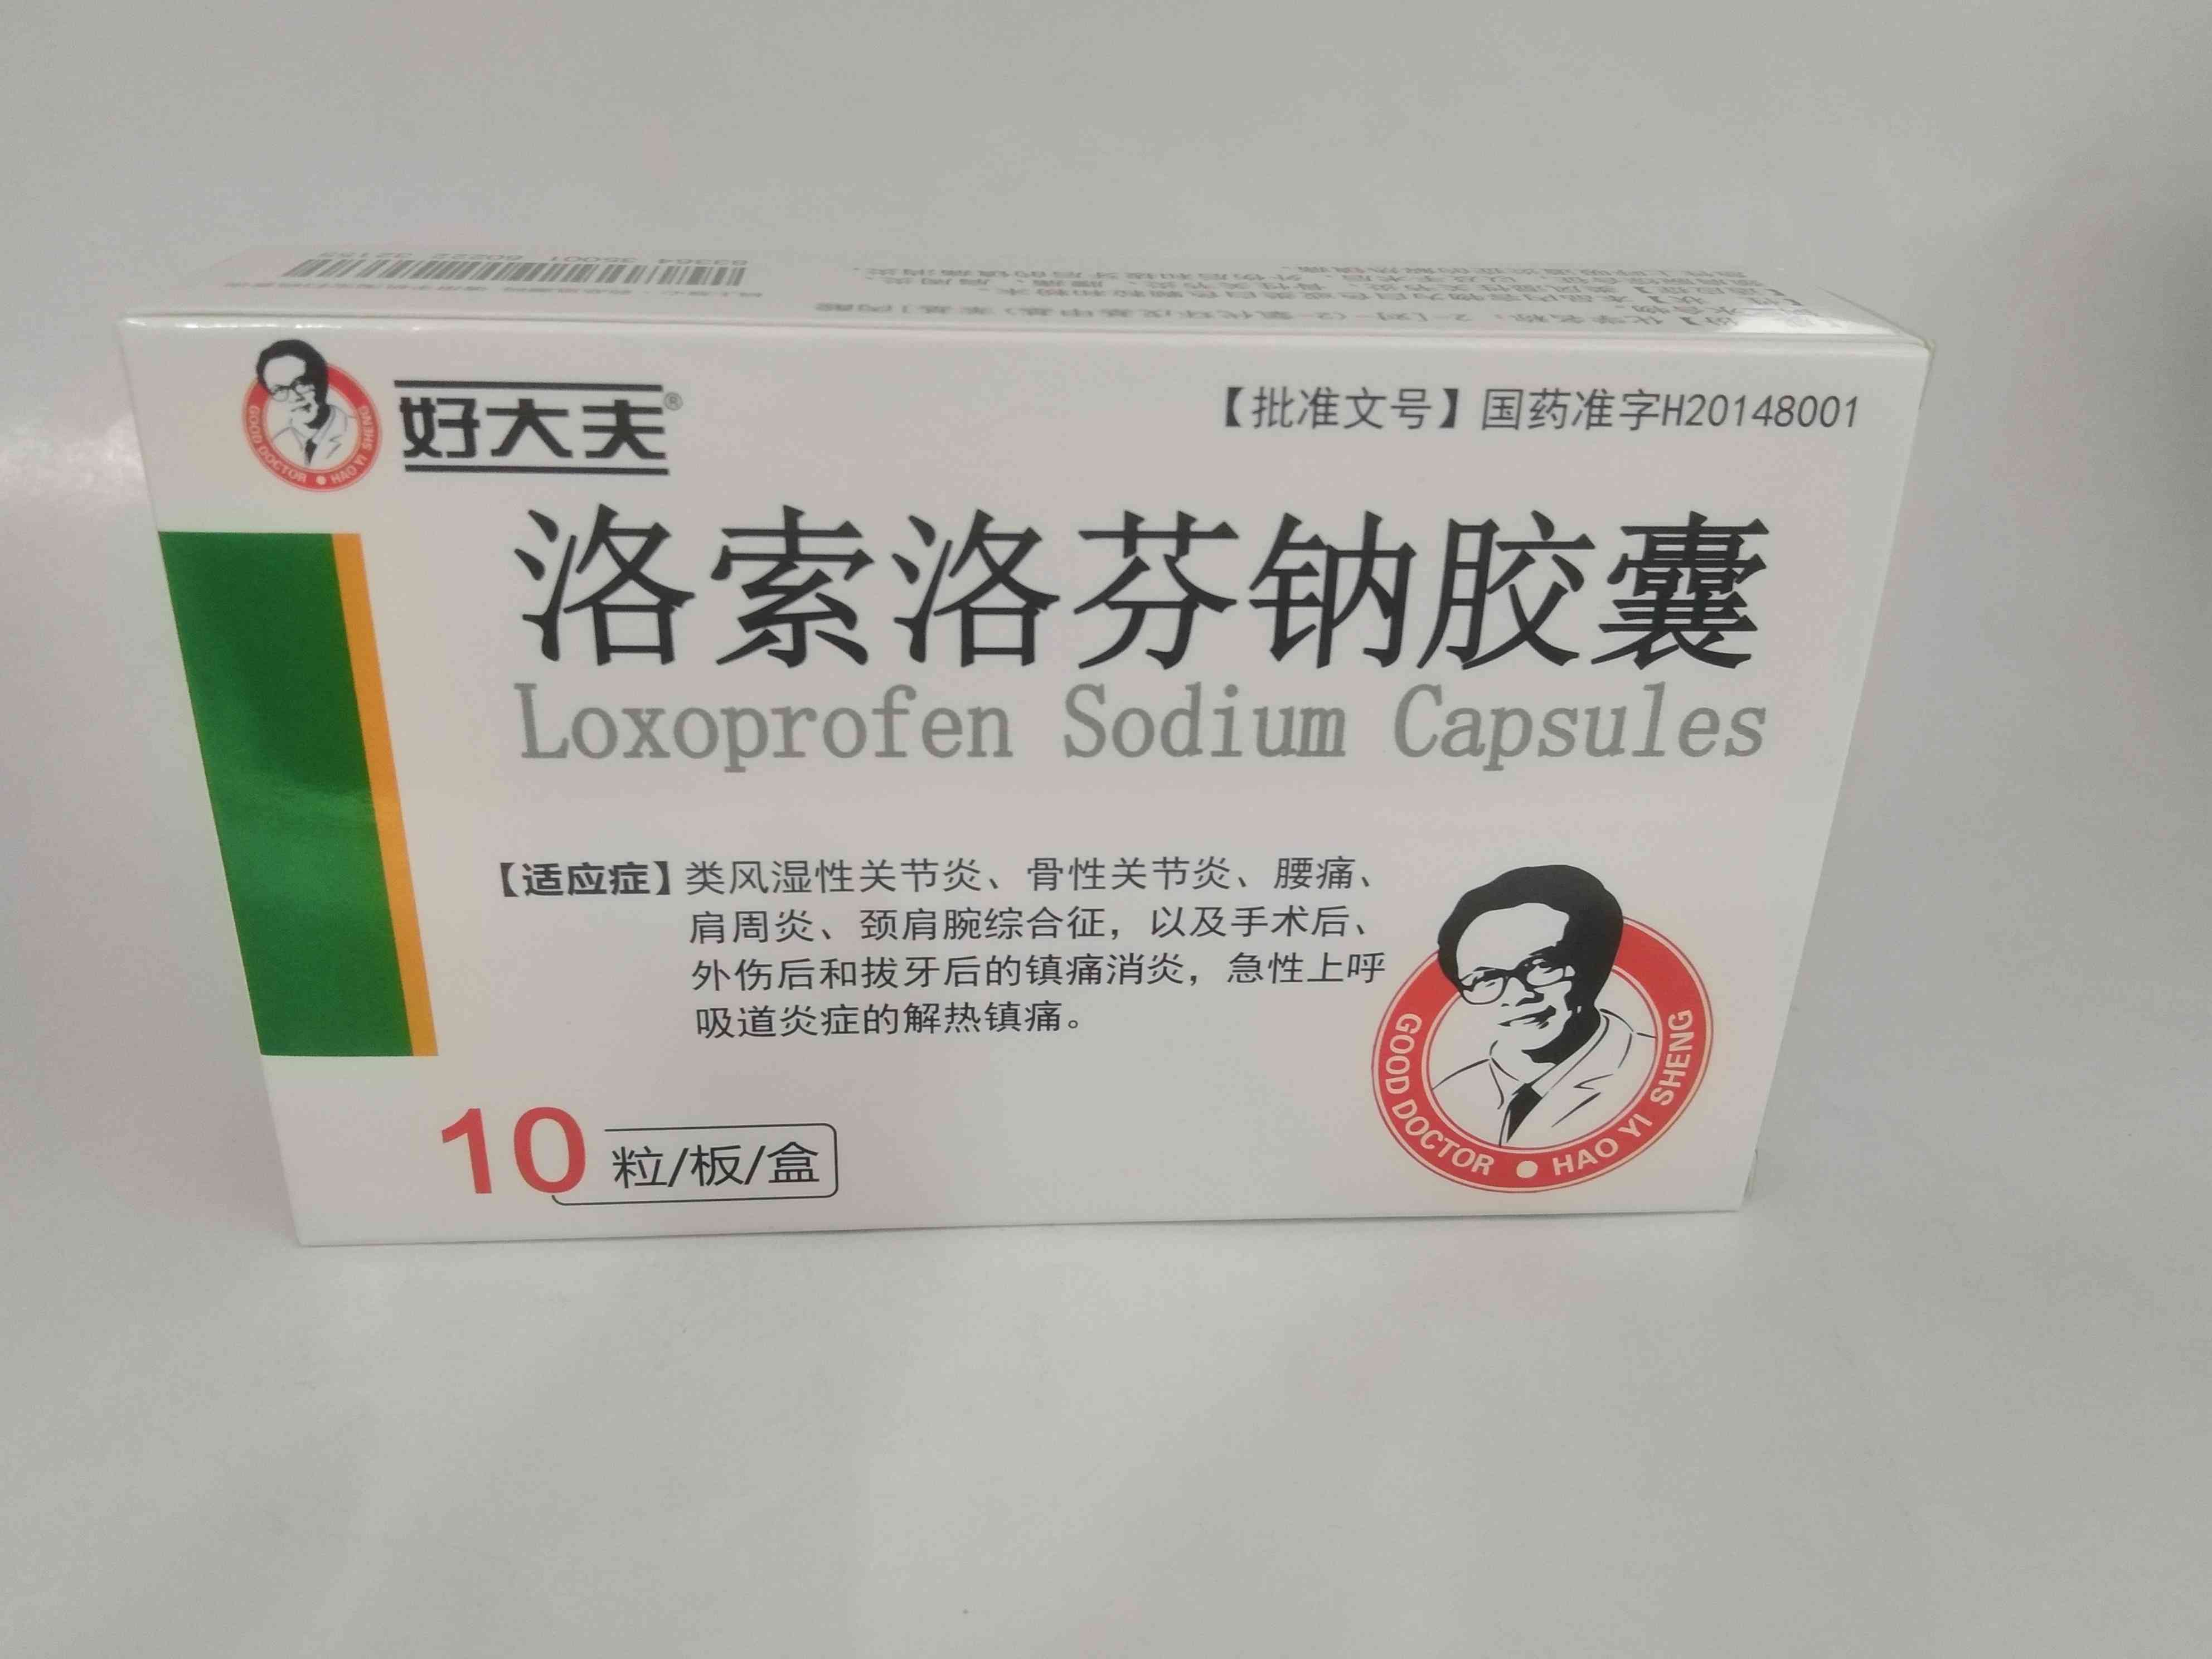 好大夫®
GOOD DOCTOR • HAO YI SHENG
【批准文号】国药准字H20148001
洛索洛芬钠胶囊
Loxoprofen Sodium Capsules
【适应症】类风湿性关节炎、骨性关节炎、腰痛、
肩周炎、颈肩腕综合征，以及手术后、
外伤后和拔牙后的镇痛消炎，急性上呼
吸道炎症的解热镇痛。
10粒/板/盒
GOOD DOCTOR • HAO YI SHENG